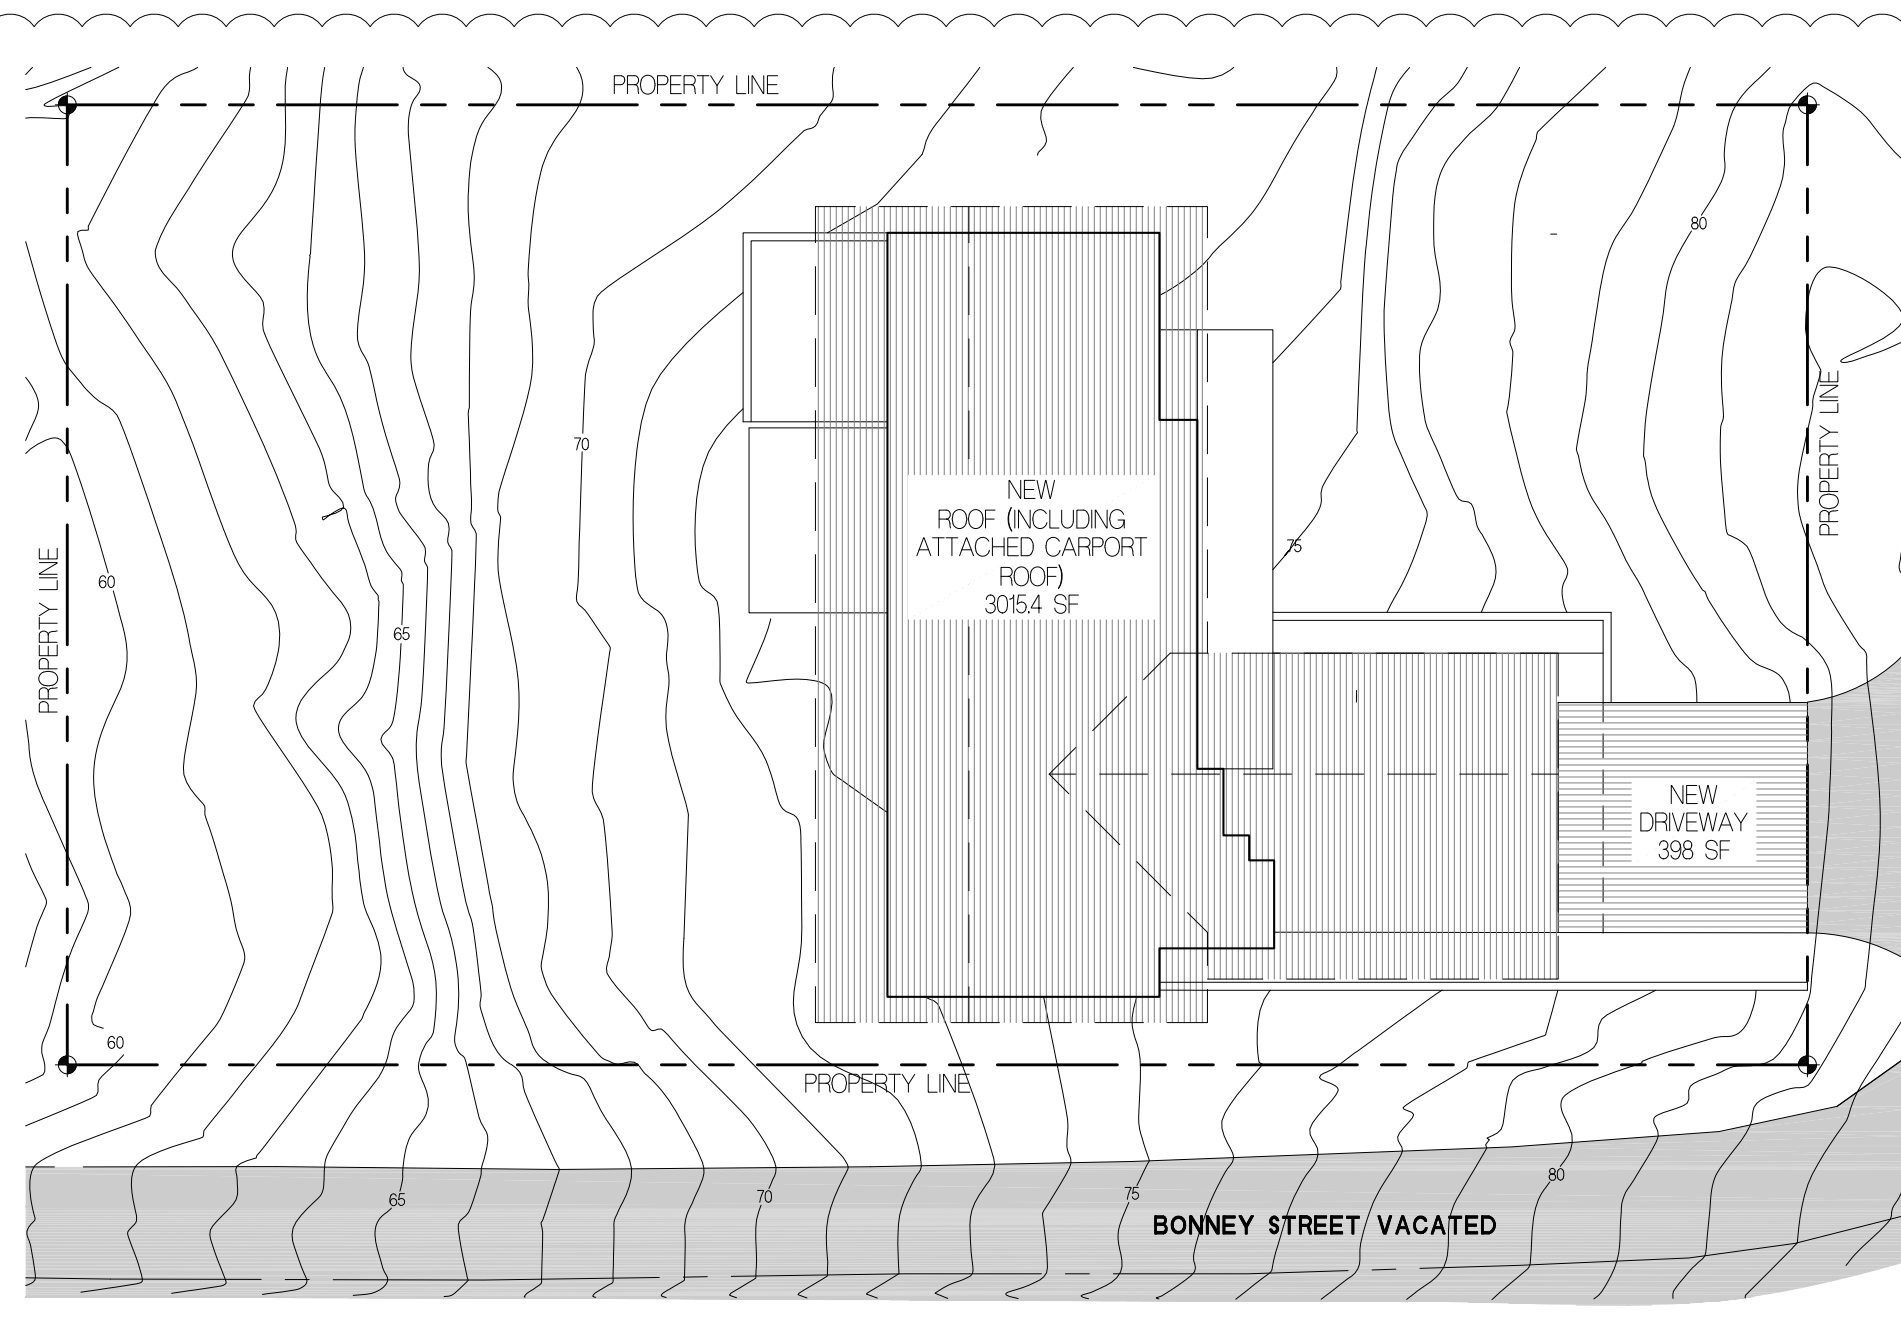 PROPERTY LINE
80
PROPERTY LINE
70
NEW
ROOF (INCLUDING
ATTACHED CARPORT
ROOF)
3015.4 SF
75
PROPERTY LINE
60
65
NEW
DRIVEWAY
398 SF
60
PROPERTY LINE
65
70
75
80
BONNEY STREET VACATED